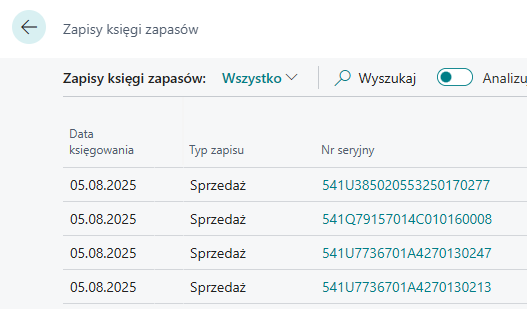 Zapisy księgi zapasów
Zapisy księgi zapasów: Wszystko Wyszukaj Analizu
Data księgowania Typ zapisu Nr seryjny
05.08.2025 Sprzedaż 541U385020553250170277
05.08.2025 Sprzedaż 541Q79157014C010160008
05.08.2025 Sprzedaż 541U7736701A4270130247
05.08.2025 Sprzedaż 541U7736701A4270130213